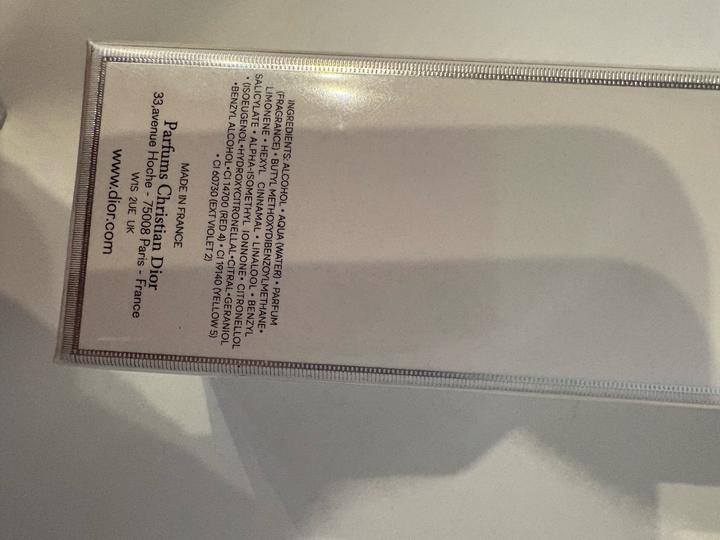 INGREDIENTS: ALCOHOL • AQUA (WATER) • PARFUM
(FRAGRANCE) • BUTYL METHOXYDIBENZOYLMETHANE•
LIMONENE • HEXYL CINNAMAL • LINALOOL • BENZYL
SALICYLATE • ALPHA-ISOMETHYL IONNONE• CITRONELLOL
• (ISOEUGENOL•HYDROXYCITRONELLAL•CITRAL•GERANIOL
•BENZYL ALCOHOL•CI 14700 (RED 4) • CI 19140 (YELLOW 5)
• CI 60730 (EXT VIOLET 2)
MADE IN FRANCE
Parfums Christian Dior
33,avenue Hoche - 75008 Paris - France
W1S 2UE UK
www.dior.com